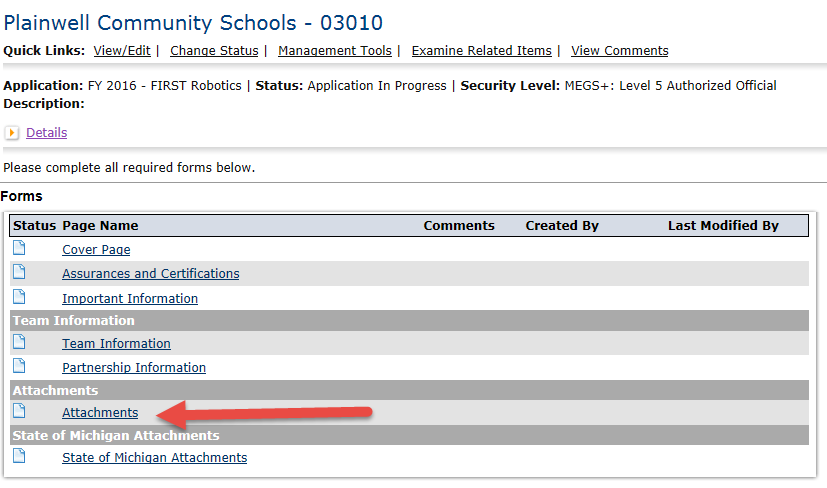 Plainwell Community Schools - 03010
Quick Links: View/Edit | Change Status | Management Tools | Examine Related Items | View Comments
Application: FY 2016 - FIRST Robotics | Status: Application In Progress | Security Level: MEGS+: Level 5 Authorized Official
Description:
Details
Please complete all required forms below.
Forms
Status Page Name Comments Created By Last Modified By
Cover Page
Assurances and Certifications
Important Information
Team Information
Team Information
Partnership Information
Attachments
Attachments
State of Michigan Attachments
State of Michigan Attachments